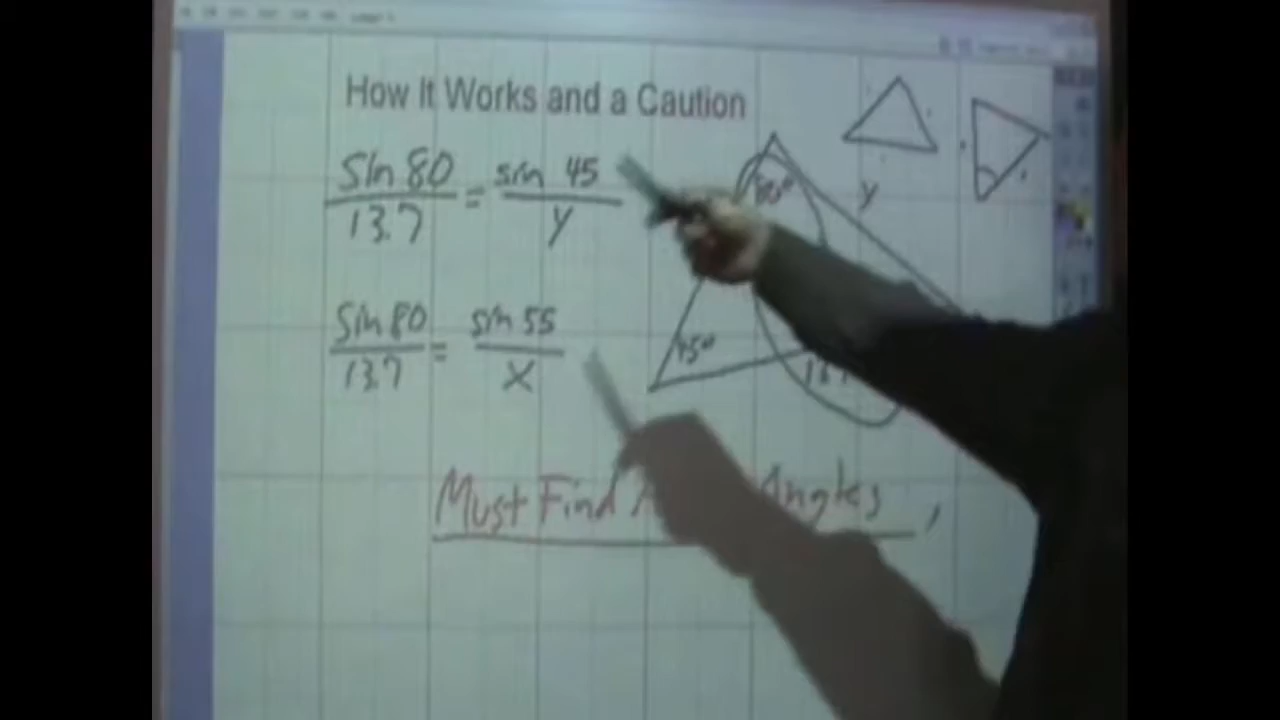 How It Works and a Caution
Sin 80 = sin 45
13.7 y
y
Sin 80 = sin 55
13.7 x
45°
Must Find Angles